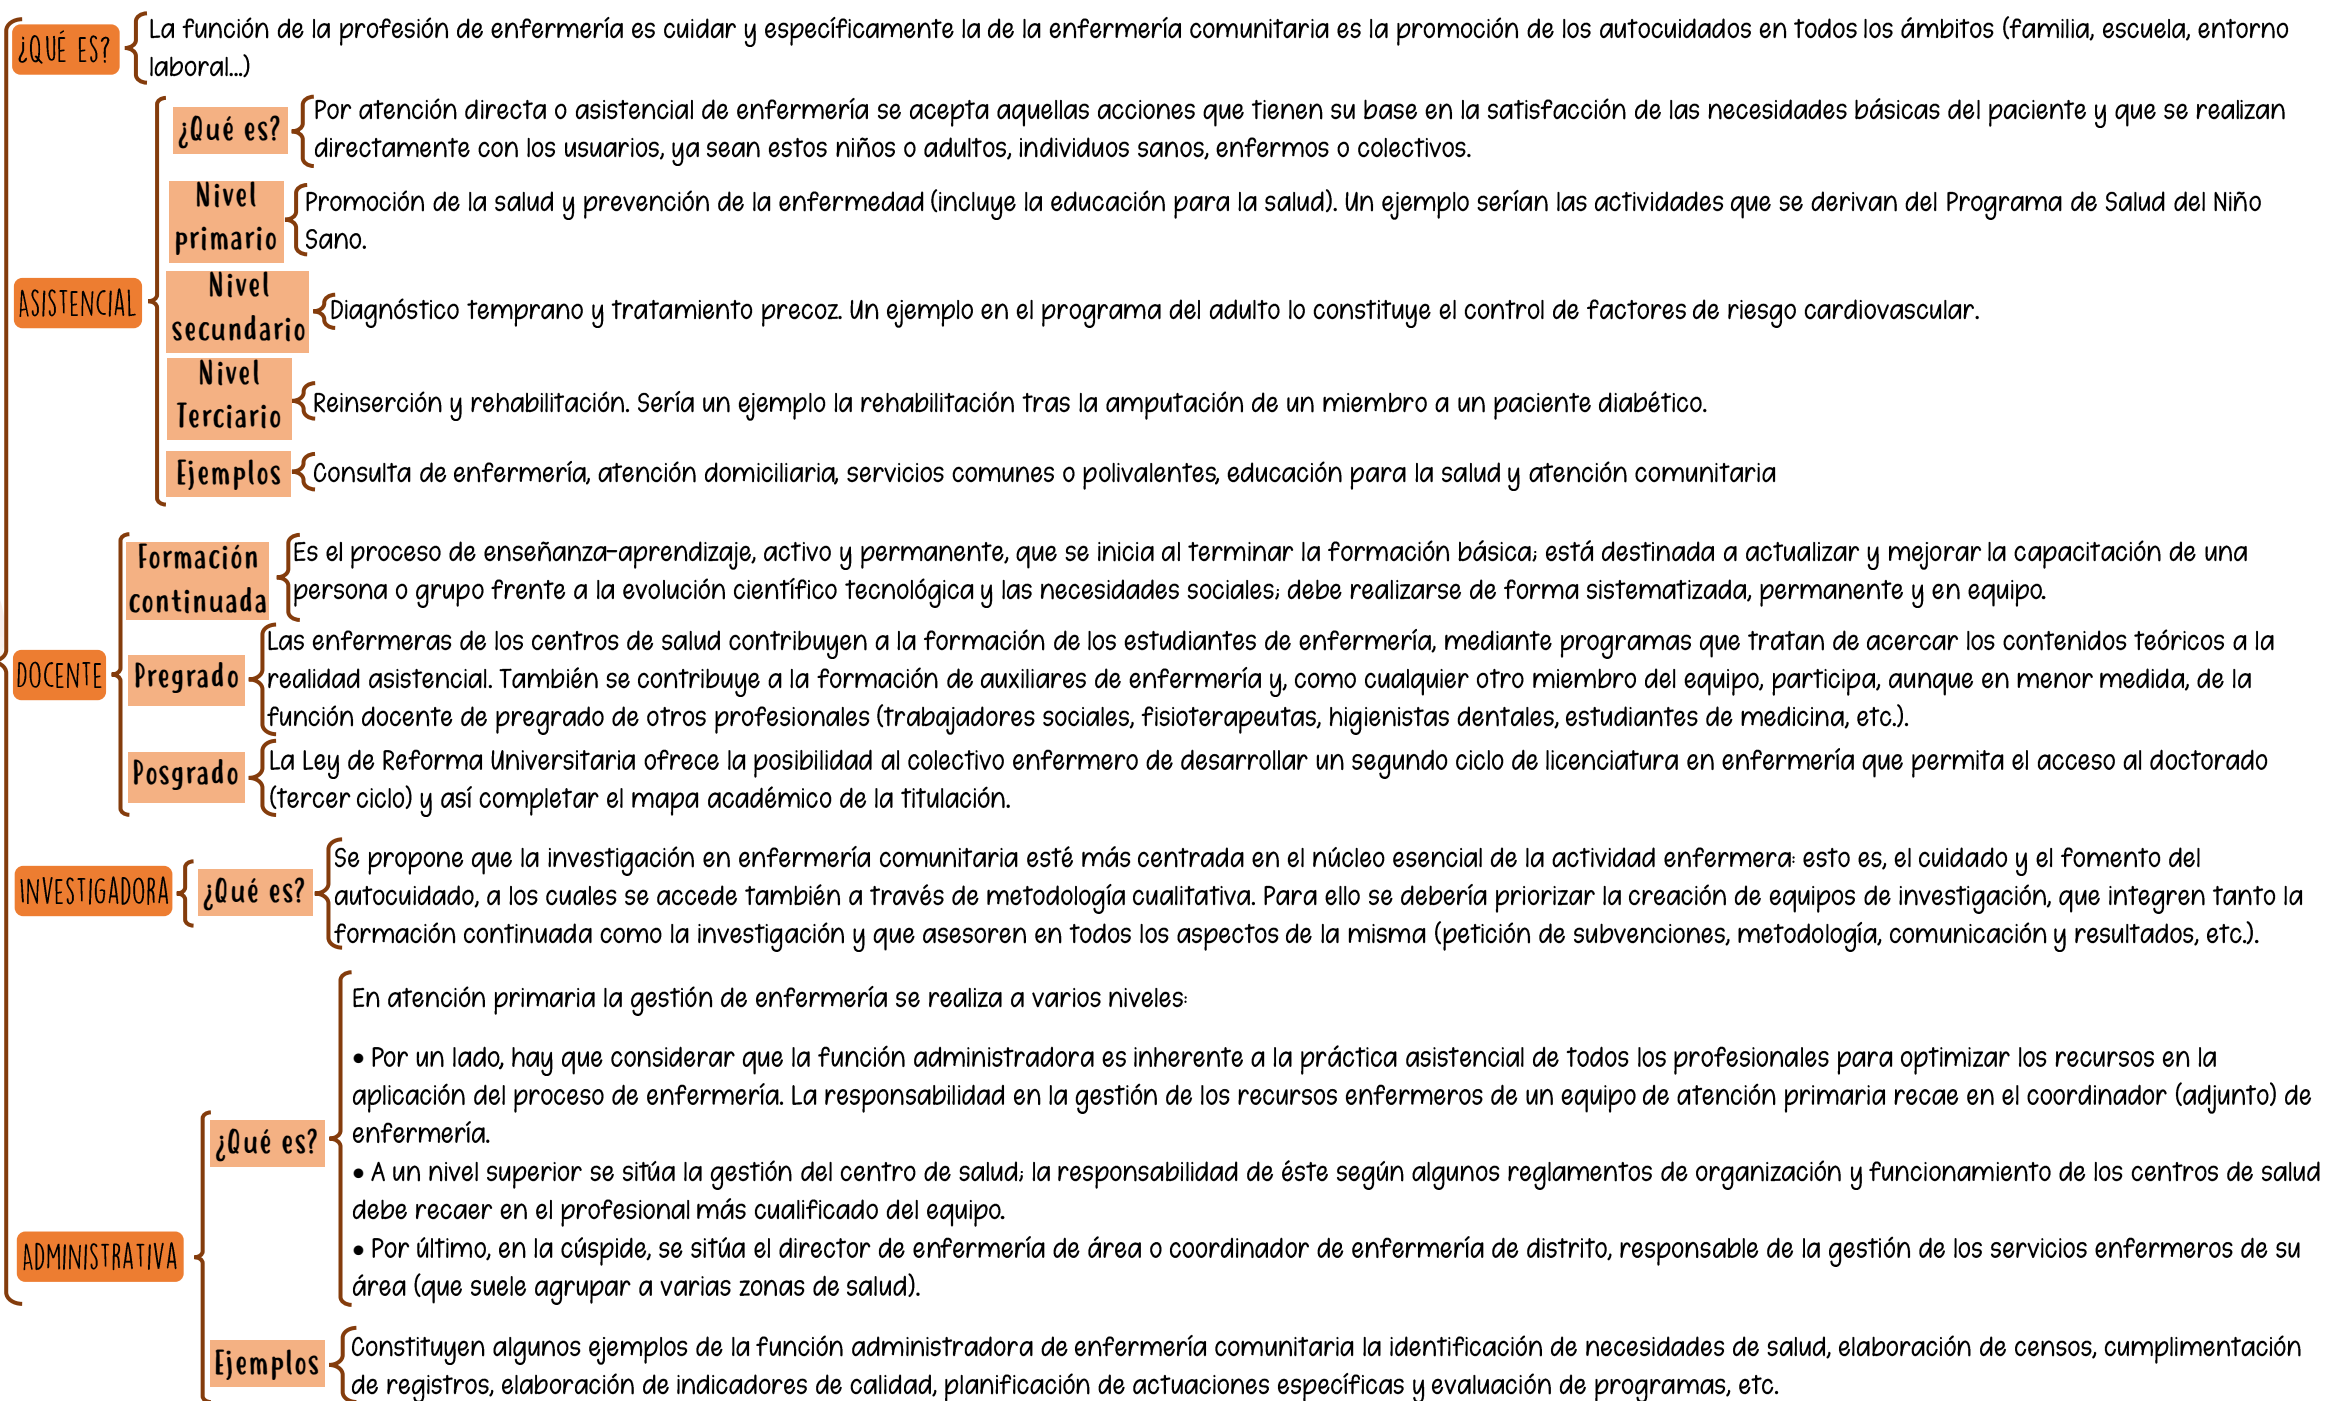 ¿QUÉ ES?
La función de la profesión de enfermería es cuidar y específicamente la de la enfermería comunitaria es la promoción de los autocuidados en todos los ámbitos (familia, escuela, entorno
laboral...)
ASISTENCIAL
¿Qué es?
Por atención directa o asistencial de enfermería se acepta aquellas acciones que tienen su base en la satisfacción de las necesidades básicas del paciente y que se realizan
directamente con los usuarios, ya sean estos niños o adultos, individuos sanos, enfermos o colectivos.
Nivel
primario
Promoción de la salud y prevención de la enfermedad (incluye la educación para la salud). Un ejemplo serían las actividades que se derivan del Programa de Salud del Niño
Sano.
Nivel
secundario
Diagnóstico temprano y tratamiento precoz. Un ejemplo en el programa del adulto lo constituye el control de factores de riesgo cardiovascular.
Nivel
Terciario
Reinserción y rehabilitación. Sería un ejemplo la rehabilitación tras la amputación de un miembro a un paciente diabético.
Ejemplos
Consulta de enfermería, atención domiciliaria, servicios comunes o polivalentes, educación para la salud y atención comunitaria
DOCENTE
Formación
continuada
Es el proceso de enseñanza-aprendizaje, activo y permanente, que se inicia al terminar la formación básica; está destinada a actualizar y mejorar la capacitación de una
persona o grupo frente a la evolución científico tecnológica y las necesidades sociales; debe realizarse de forma sistematizada, permanente y en equipo.
Pregrado
Las enfermeras de los centros de salud contribuyen a la formación de los estudiantes de enfermería, mediante programas que tratan de acercar los contenidos teóricos a la
realidad asistencial. También se contribuye a la formación de auxiliares de enfermería y, como cualquier otro miembro del equipo, participa, aunque en menor medida, de la
función docente de pregrado de otros profesionales (trabajadores sociales, fisioterapeutas, higienistas dentales, estudiantes de medicina, etc.).
Posgrado
La Ley de Reforma Universitaria ofrece la posibilidad al colectivo enfermero de desarrollar un segundo ciclo de licenciatura en enfermería que permita el acceso al doctorado
(tercer ciclo) y así completar el mapa académico de la titulación.
INVESTIGADORA
¿Qué es?
Se propone que la investigación en enfermería comunitaria esté más centrada en el núcleo esencial de la actividad enfermera: esto es, el cuidado y el fomento del
autocuidado, a los cuales se accede también a través de metodología cualitativa. Para ello se debería priorizar la creación de equipos de investigación, que integren tanto la
formación continuada como la investigación y que asesoren en todos los aspectos de la misma (petición de subvenciones, metodología, comunicación y resultados, etc.).
ADMINISTRATIVA
¿Qué es?
En atención primaria la gestión de enfermería se realiza a varios niveles:
• Por un lado, hay que considerar que la función administradora es inherente a la práctica asistencial de todos los profesionales para optimizar los recursos en la
aplicación del proceso de enfermería. La responsabilidad en la gestión de los recursos enfermeros de un equipo de atención primaria recae en el coordinador (adjunto) de
enfermería.
• A un nivel superior se sitúa la gestión del centro de salud; la responsabilidad de éste según algunos reglamentos de organización y funcionamiento de los centros de salud
debe recaer en el profesional más cualificado del equipo.
• Por último, en la cúspide, se sitúa el director de enfermería de área o coordinador de enfermería de distrito, responsable de la gestión de los servicios enfermeros de su
área (que suele agrupar a varias zonas de salud).
Ejemplos
Constituyen algunos ejemplos de la función administradora de enfermería comunitaria la identificación de necesidades de salud, elaboración de censos, cumplimentación
de registros, elaboración de indicadores de calidad, planificación de actuaciones específicas y evaluación de programas, etc.